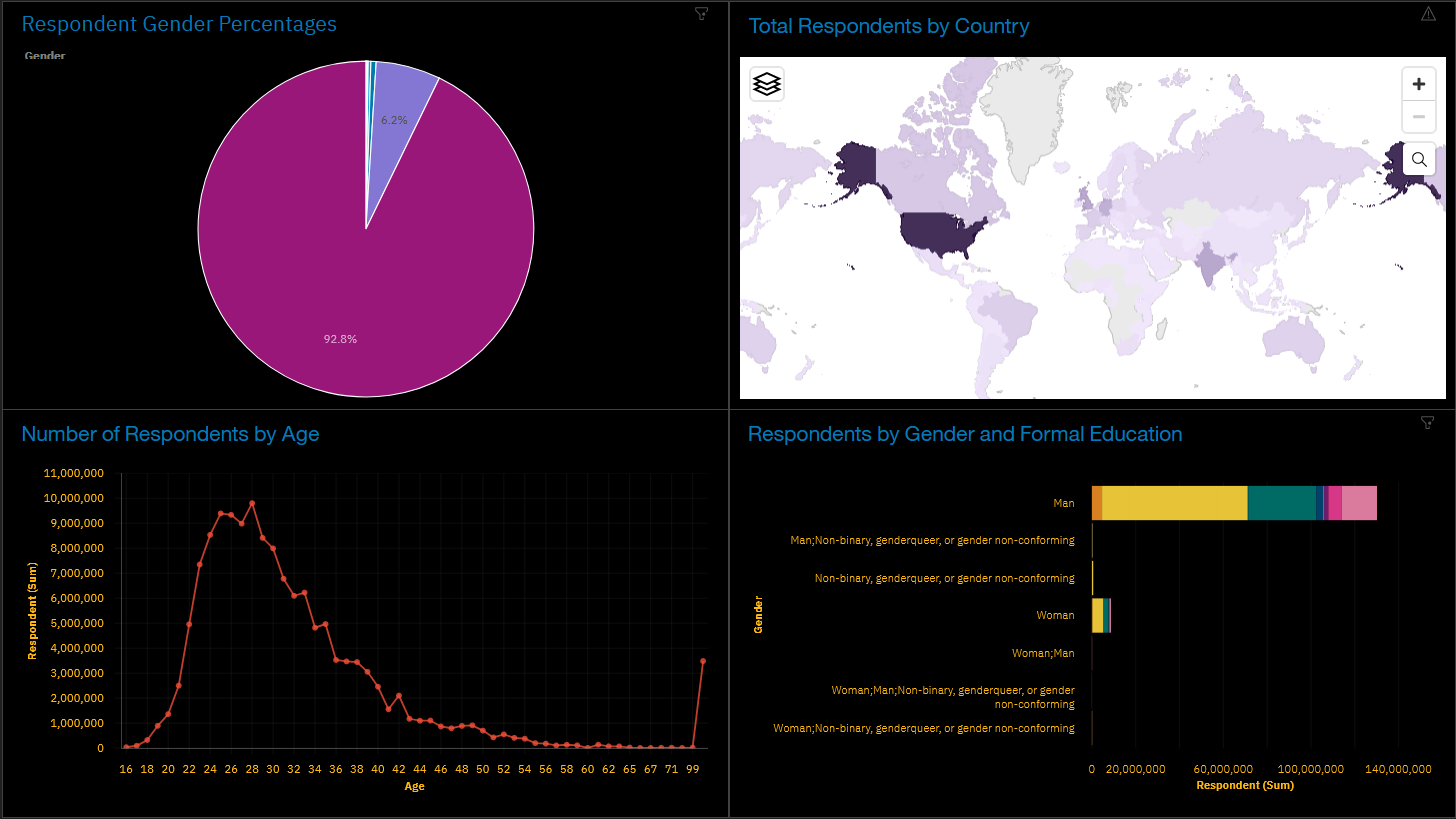 Respondent Gender Percentages
Gender
6.2%
92.8%
Total Respondents by Country
Number of Respondents by Age
Respondent (Sum)
11,000,000
10,000,000
9,000,000
8,000,000
7,000,000
6,000,000
5,000,000
4,000,000
3,000,000
2,000,000
1,000,000
0
16 18 20 22 24 26 28 30 32 34 36 38 40 42 44 46 48 50 52 54 56 58 60 62 65 67 71 99
Age
Respondents by Gender and Formal Education
Gender
Man
Man;Non-binary, genderqueer, or gender non-conforming
Non-binary, genderqueer, or gender non-conforming
Woman
Woman;Man
Woman;Man;Non-binary, genderqueer, or gender
non-conforming
Woman;Non-binary, genderqueer, or gender non-conforming
0 20,000,000 60,000,000 100,000,000 140,000,000
Respondent (Sum)